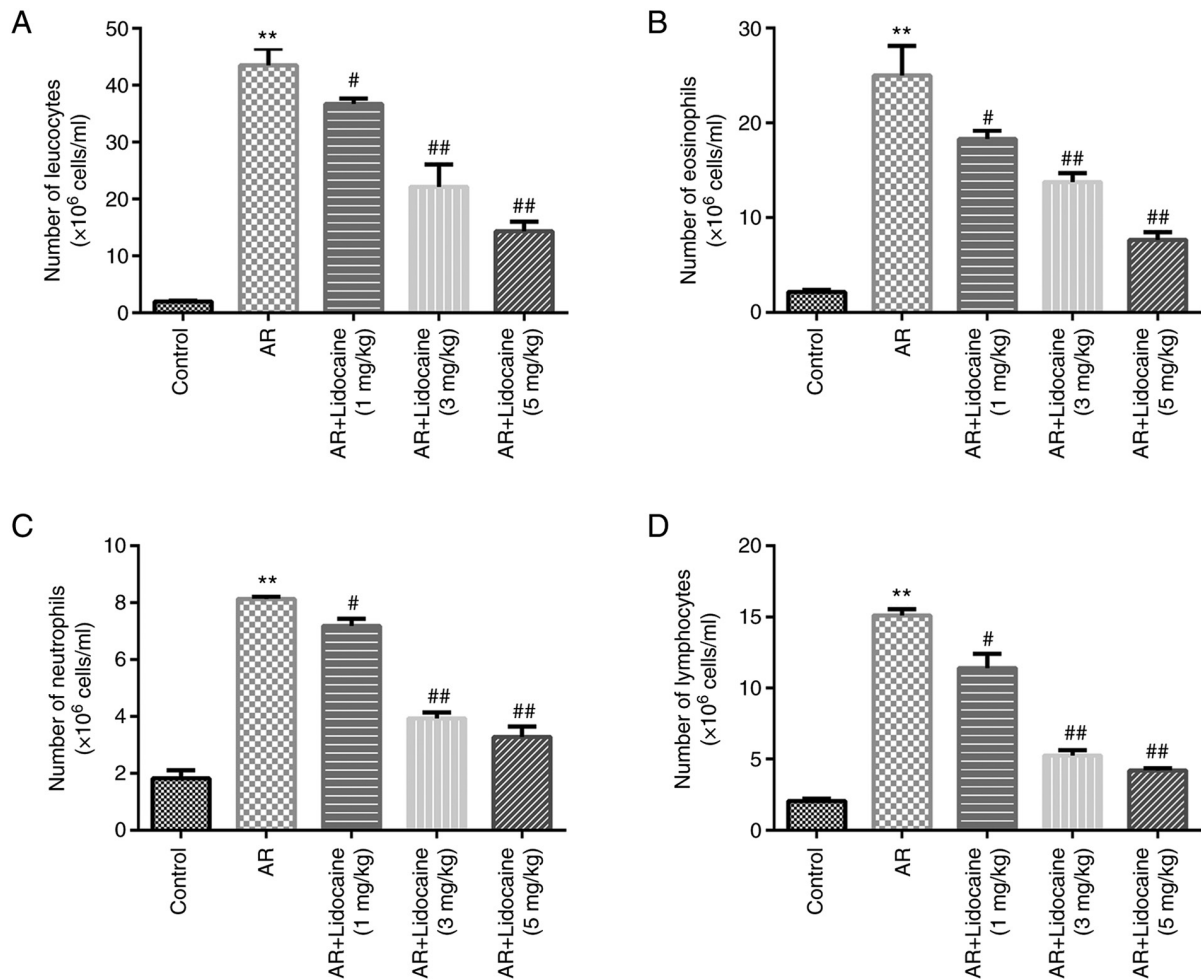 A
Number of leucocytes
(×10⁶ cells/ml)
50
40
30
20
10
0
**
#
##
##
Control
AR
AR+Lidocaine
(1 mg/kg)
AR+Lidocaine
(3 mg/kg)
AR+Lidocaine
(5 mg/kg)
B
Number of eosinophils
(×10⁶ cells/ml)
30
20
10
0
**
#
##
##
Control
AR
AR+Lidocaine
(1 mg/kg)
AR+Lidocaine
(3 mg/kg)
AR+Lidocaine
(5 mg/kg)
C
Number of neutrophils
(×10⁶ cells/ml)
10
8
6
4
2
0
**
#
##
##
Control
AR
AR+Lidocaine
(1 mg/kg)
AR+Lidocaine
(3 mg/kg)
AR+Lidocaine
(5 mg/kg)
D
Number of lymphocytes
(×10⁶ cells/ml)
20
15
10
5
0
**
#
##
##
Control
AR
AR+Lidocaine
(1 mg/kg)
AR+Lidocaine
(3 mg/kg)
AR+Lidocaine
(5 mg/kg)